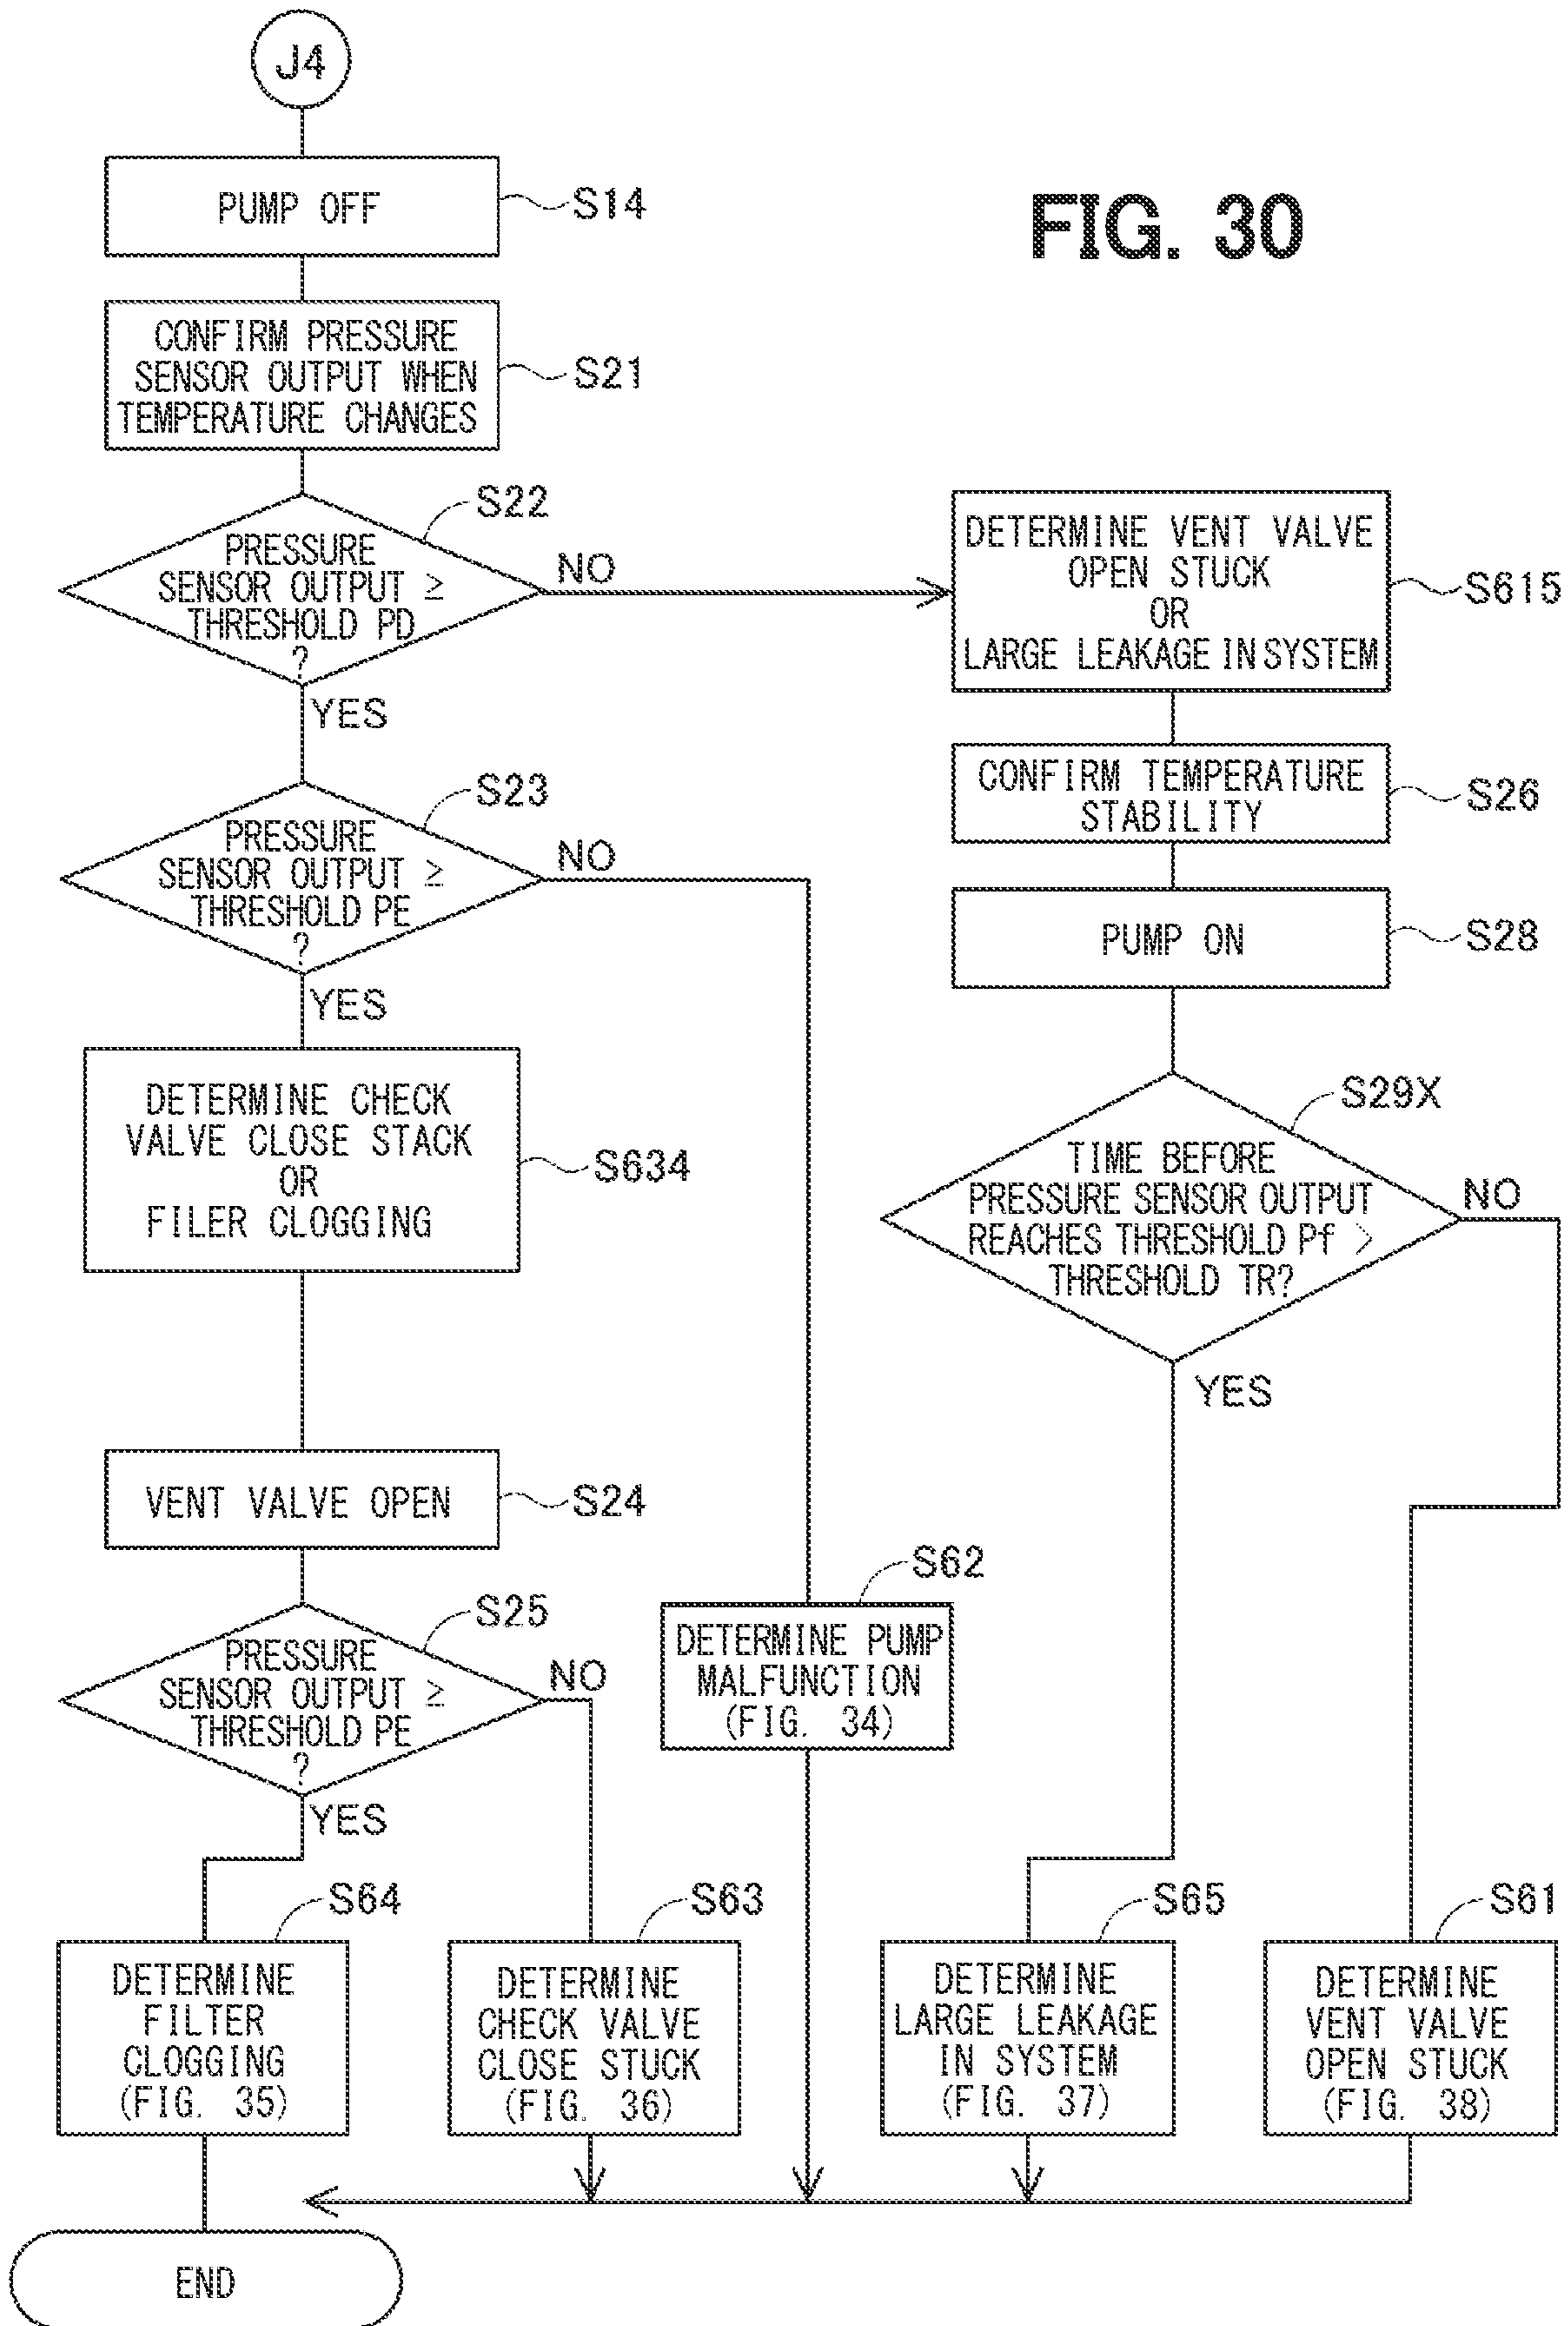 J4
FIG. 30
PUMP OFF
S14
CONFIRM PRESSURE
SENSOR OUTPUT WHEN
TEMPERATURE CHANGES
S21
S22
PRESSURE
SENSOR OUTPUT ≥
THRESHOLD PD
?
NO
YES
DETERMINE VENT VALVE
OPEN STUCK
OR
LARGE LEAKAGE IN SYSTEM
S615
S23
PRESSURE
SENSOR OUTPUT ≥
THRESHOLD PE
?
NO
YES
CONFIRM TEMPERATURE
STABILITY
S26
PUMP ON
S28
DETERMINE CHECK
VALVE CLOSE STACK
OR
FILER CLOGGING
S634
S29X
TIME BEFORE
PRESSURE SENSOR OUTPUT
REACHES THRESHOLD Pf >
THRESHOLD TR?
NO
YES
VENT VALVE OPEN
S24
S25
PRESSURE
SENSOR OUTPUT ≥
THRESHOLD PE
?
NO
YES
S62
DETERMINE PUMP
MALFUNCTION
(FIG. 34)
S64
DETERMINE
FILTER
CLOGGING
(FIG. 35)
S63
DETERMINE
CHECK VALVE
CLOSE STUCK
(FIG. 36)
S65
DETERMINE
LARGE LEAKAGE
IN SYSTEM
(FIG. 37)
S61
DETERMINE
VENT VALVE
OPEN STUCK
(FIG. 38)
END